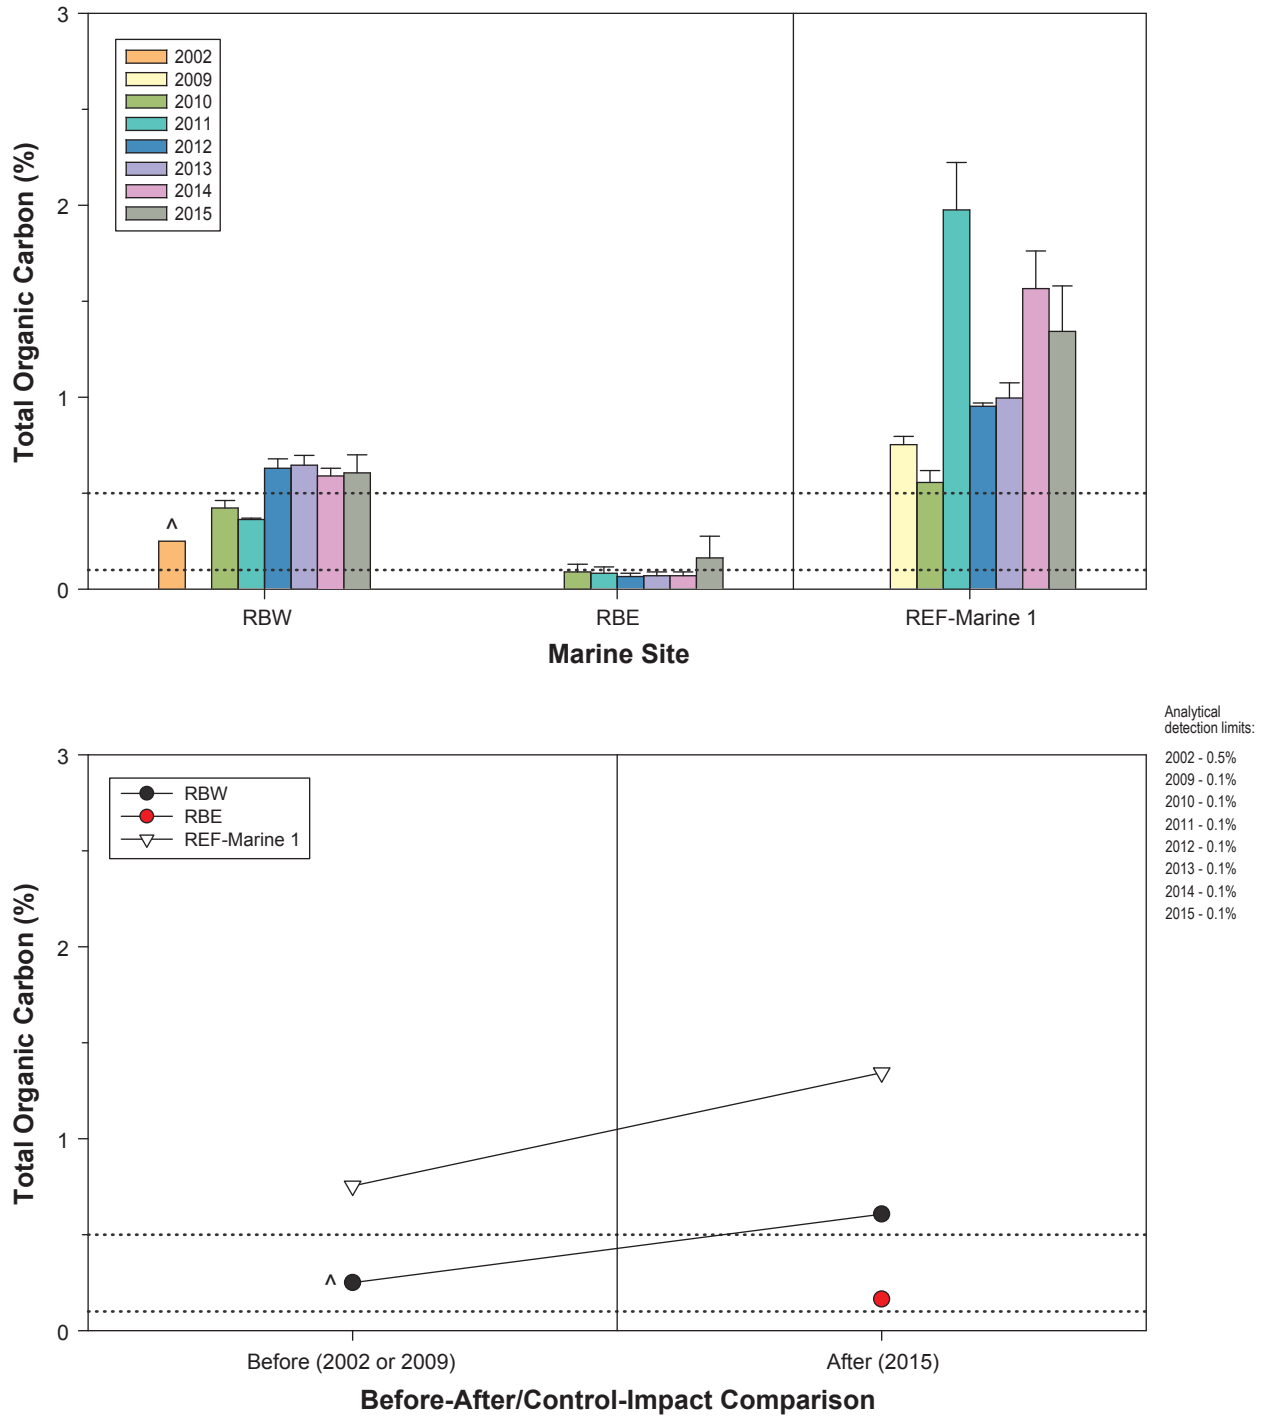 3
2
1
0
Total Organic Carbon (%)
2002
2009
2010
2011
2012
2013
2014
2015
^
RBW
RBE
REF-Marine 1
Marine Site
Analytical
detection limits:
2002 - 0.5%
2009 - 0.1%
2010 - 0.1%
2011 - 0.1%
2012 - 0.1%
2013 - 0.1%
2014 - 0.1%
2015 - 0.1%
3
2
1
0
Total Organic Carbon (%)
RBW
RBE
REF-Marine 1
^
Before (2002 or 2009)
After (2015)
Before-After/Control-Impact Comparison